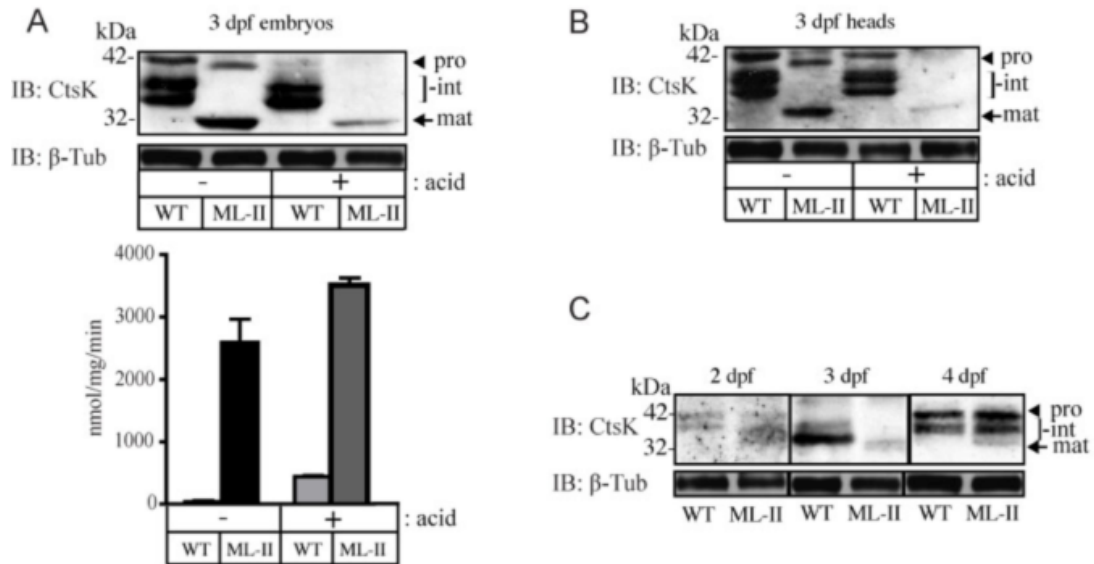 A
3 dpf embryos
kDa
42-
IB: CtsK
32-
pro
]-int
mat
IB: β-Tub
- + : acid
WT ML-II WT ML-II
4000
3000
2000
1000
0
nmol/mg/min
- + : acid
WT ML-II WT ML-II
B
3 dpf heads
kDa
42-
IB: CtsK
32-
pro
]-int
mat
IB: β-Tub
- + : acid
WT ML-II WT ML-II
C
2 dpf 3 dpf 4 dpf
kDa
42-
IB: CtsK
32-
pro
]-int
mat
IB: β-Tub
WT ML-II WT ML-II WT ML-II